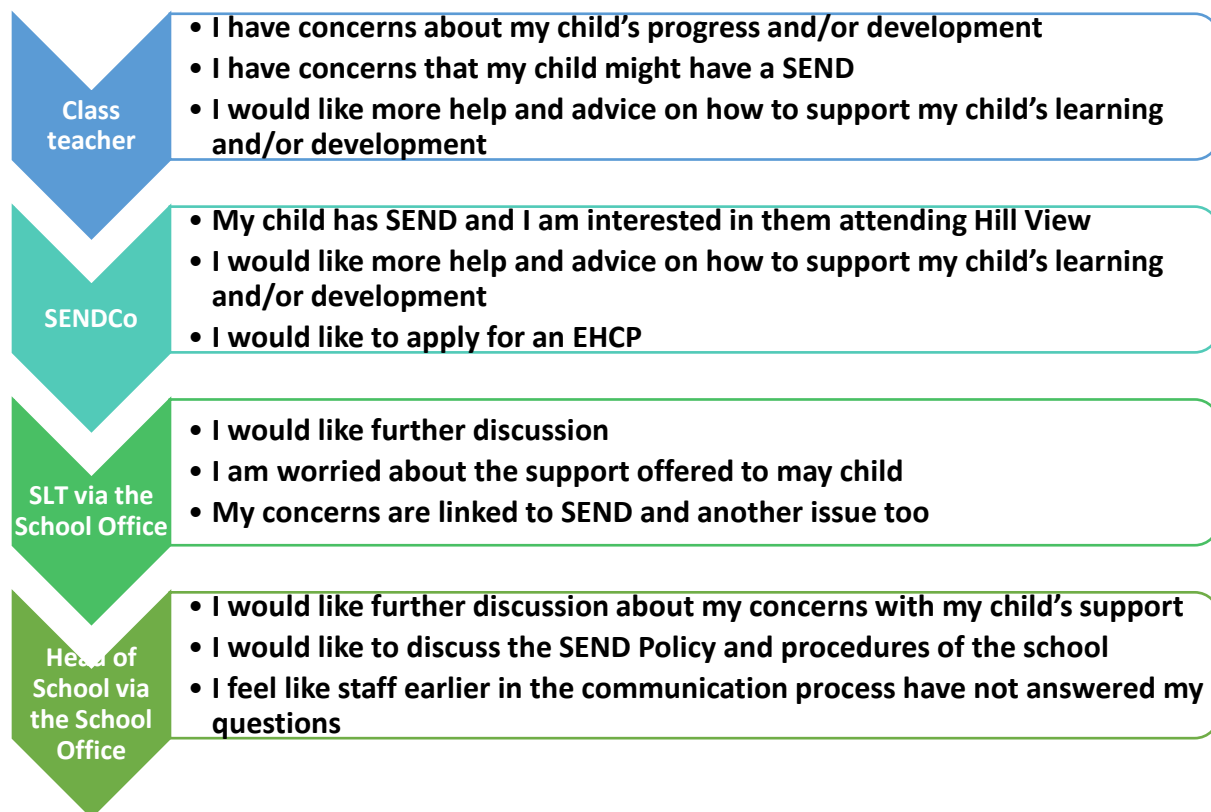 Class
teacher
• I have concerns about my child's progress and/or development
• I have concerns that my child might have a SEND
• I would like more help and advice on how to support my child's learning
and/or development
SENDCo
• My child has SEND and I am interested in them attending Hill View
• I would like more help and advice on how to support my child's learning
and/or development
• I would like to apply for an EHCP
SLT via the
School Office
• I would like further discussion
• I am worried about the support offered to may child
• My concerns are linked to SEND and another issue too
Head of
School via
the School
Office
• I would like further discussion about my concerns with my child's support
• I would like to discuss the SEND Policy and procedures of the school
• I feel like staff earlier in the communication process have not answered my
questions